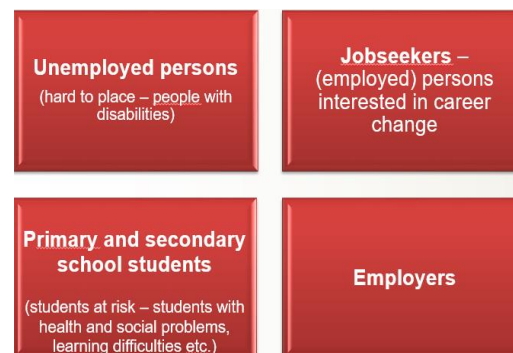 Unemployed persons
(hard to place – people with
disabilities)
Jobseekers –
(employed) persons
interested in career
change
Primary and secondary
school students
(students at risk – students with
health and social problems,
learning difficulties etc.)
Employers